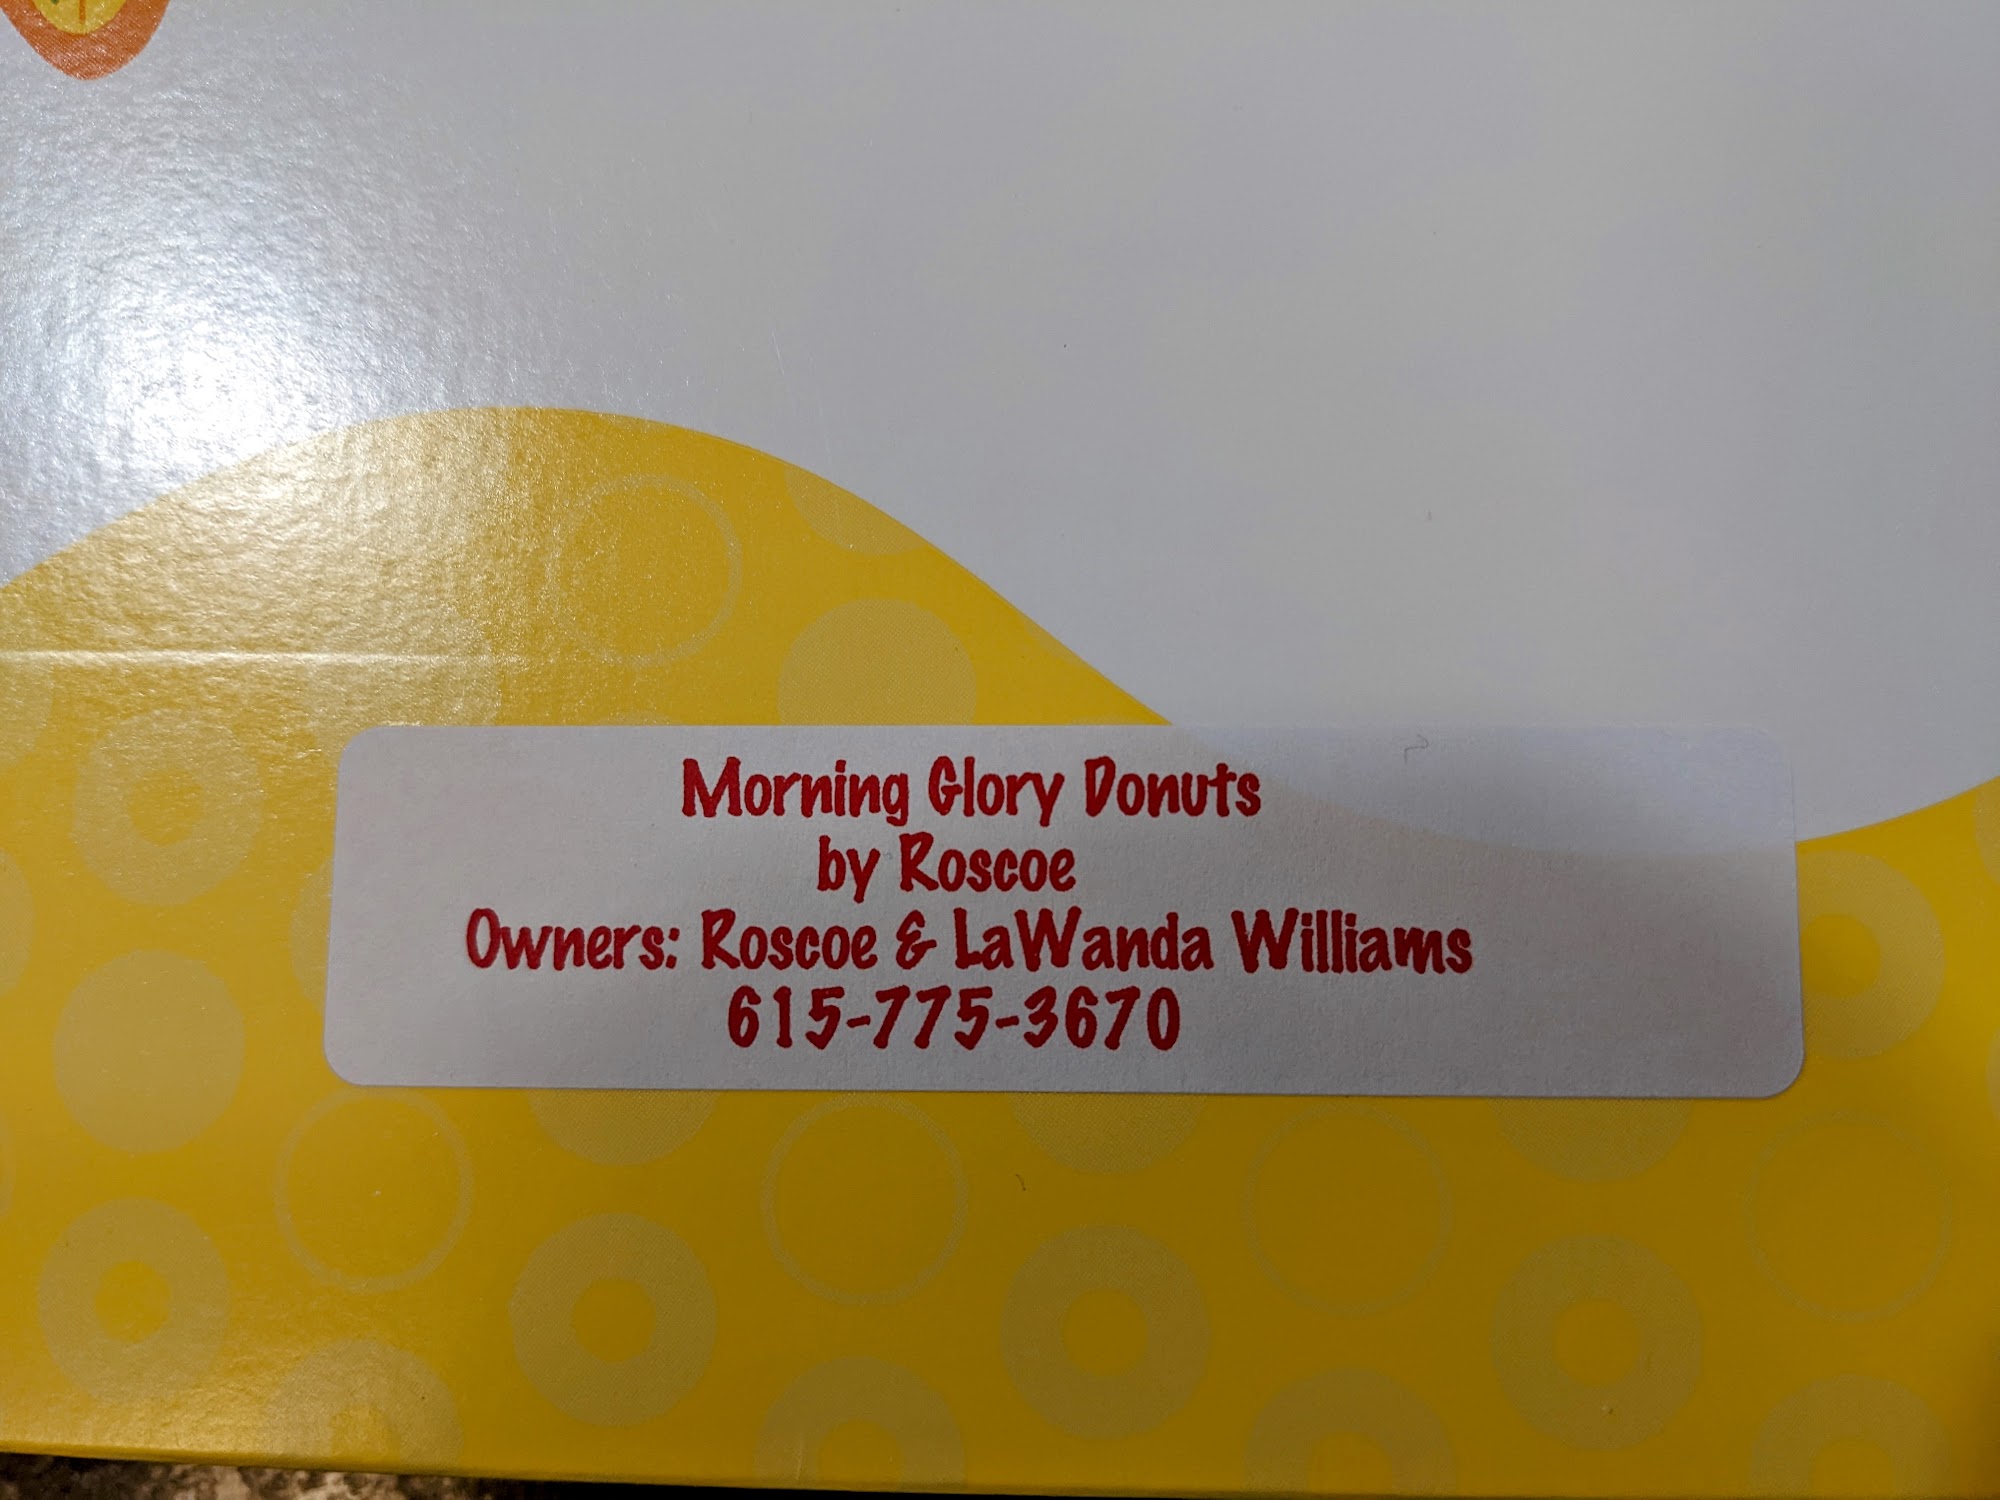 Morning Glory Donuts
by Roscoe
Owners: Roscoe & LaWanda Williams
615-775-3670